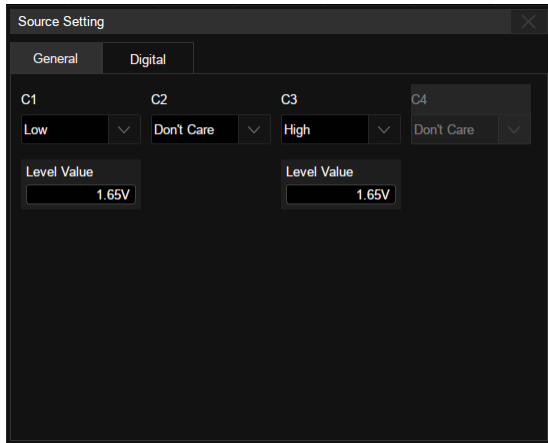 Source Setting
General Digital
C1 C2 C3 C4
Low Don't Care High Don't Care
Level Value Level Value
1.65V 1.65V